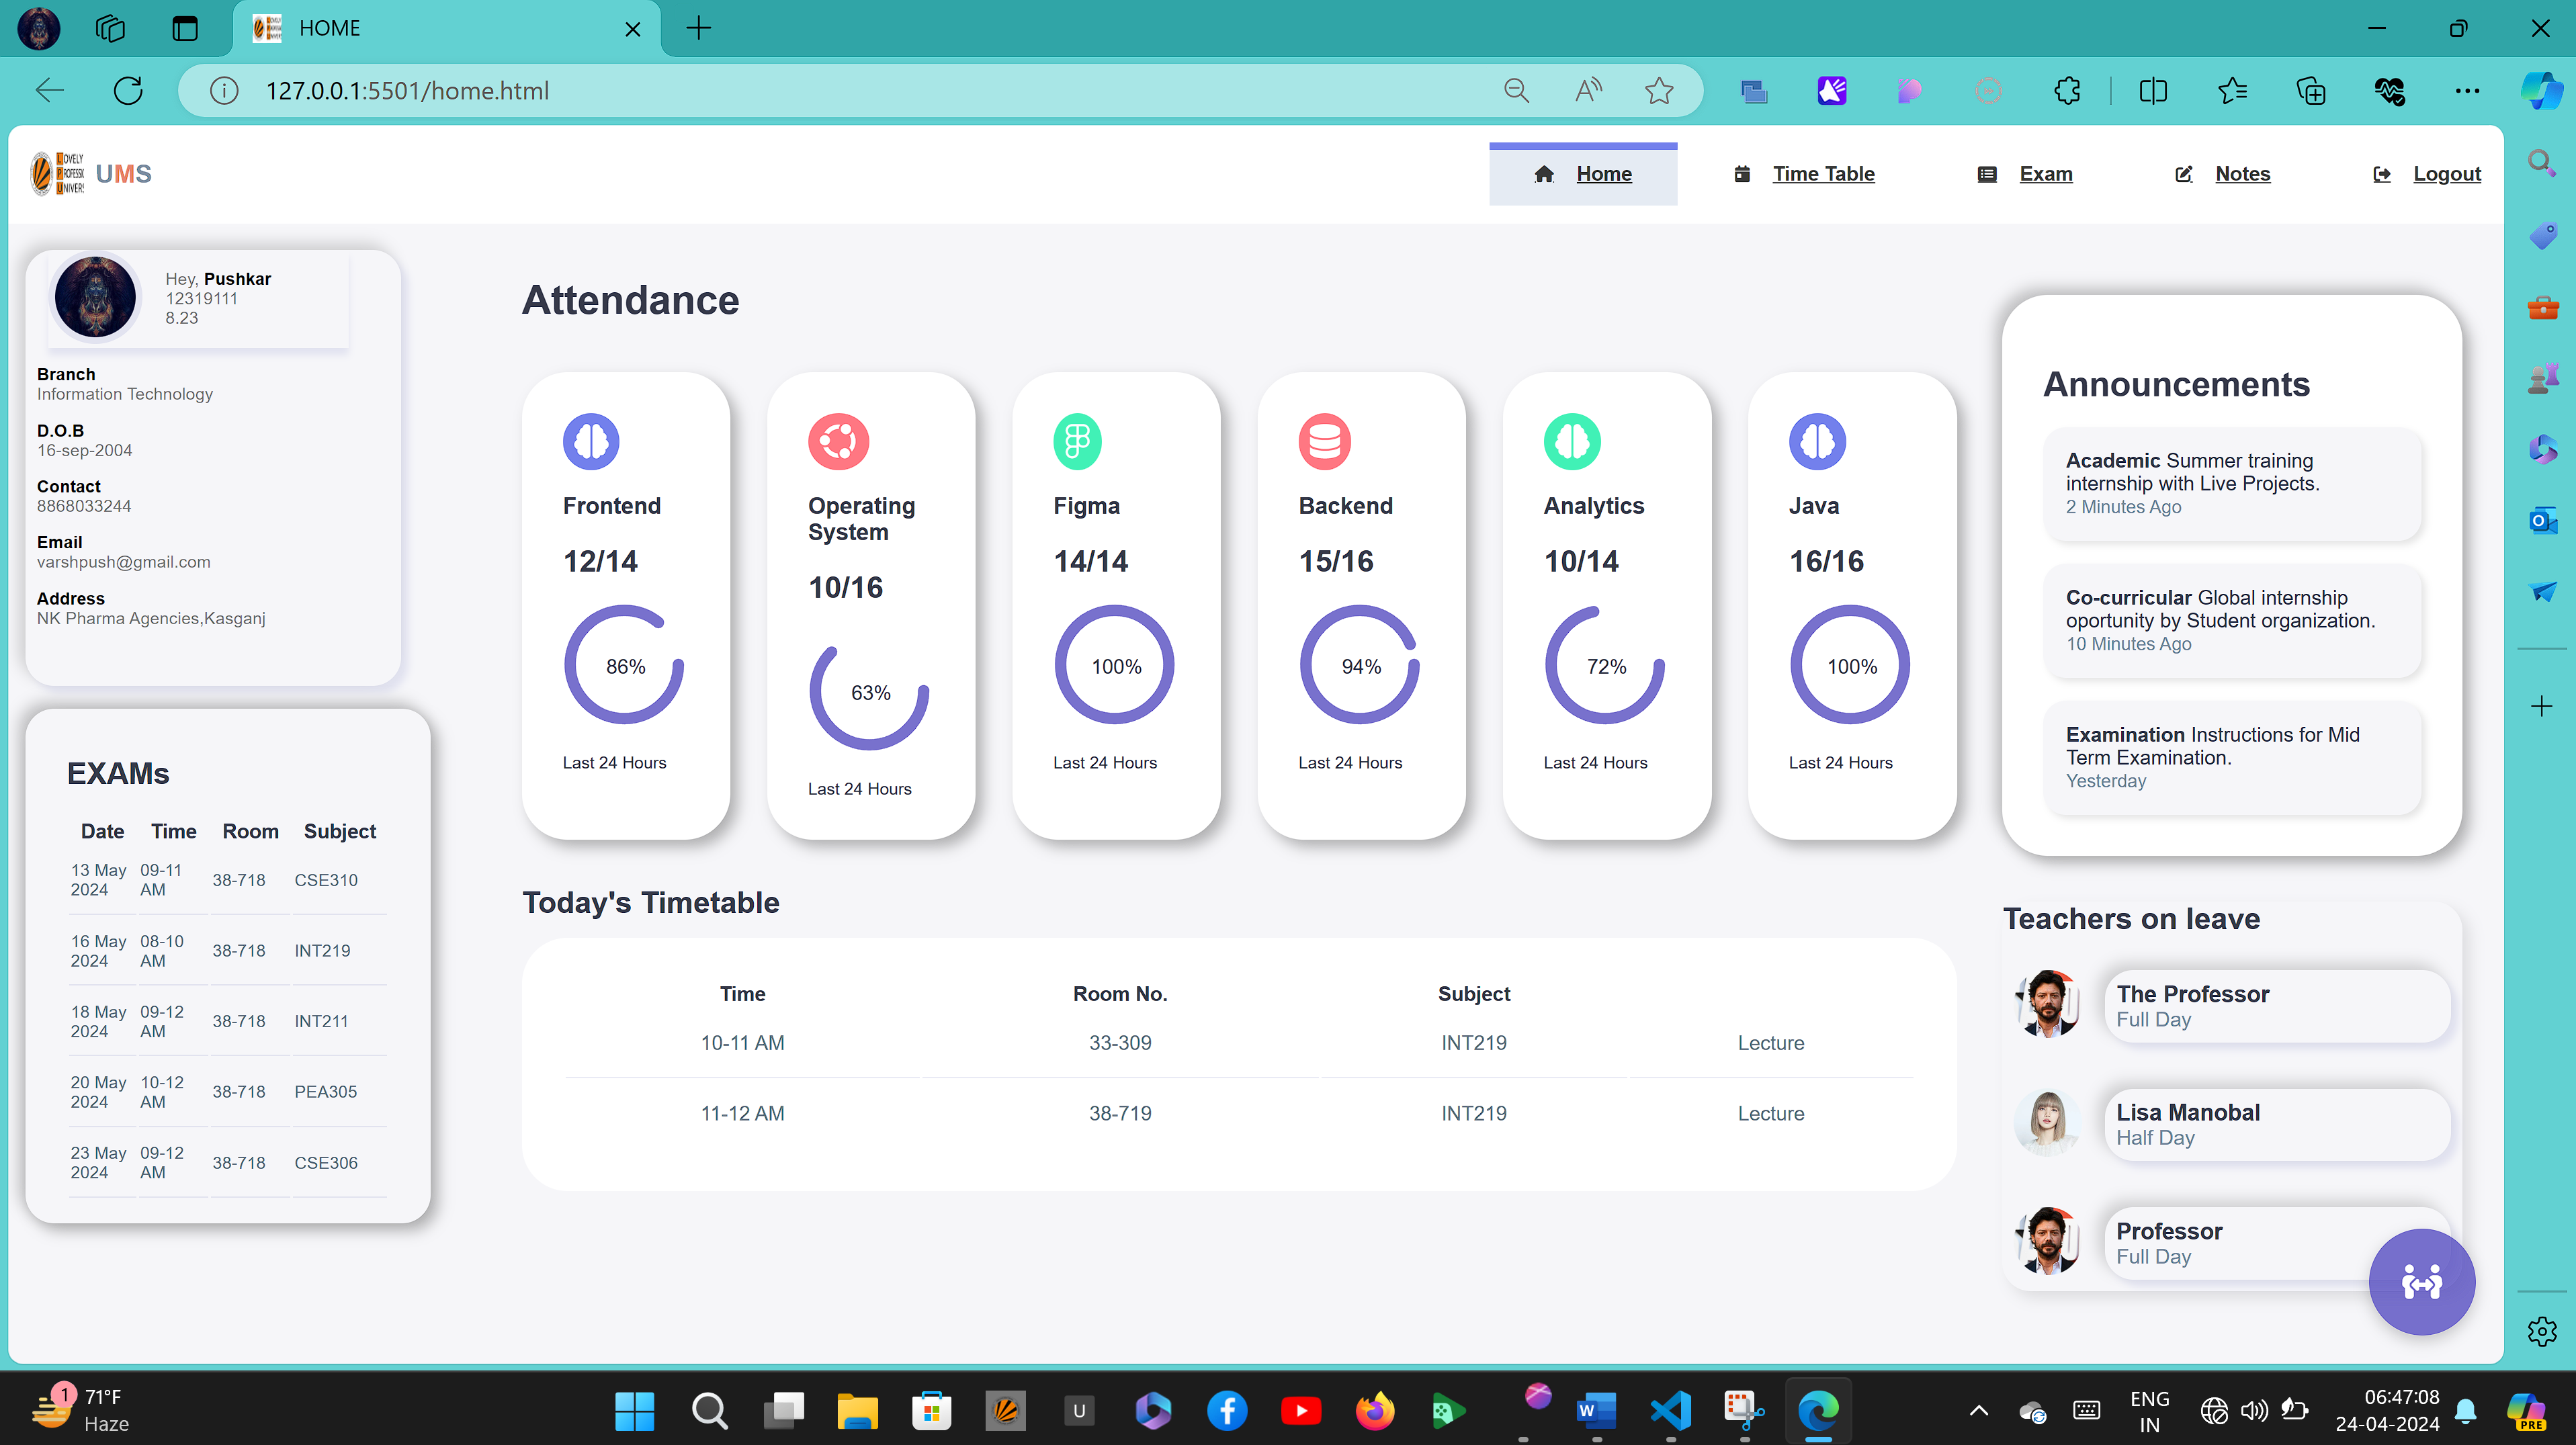 HOME
127.0.0.1:5501/home.html
UMS
Home
Time Table
Exam
Notes
Logout
Hey, Pushkar
12319111
8.23
Branch
Information Technology
D.O.B
16-sep-2004
Contact
8868033244
Email
varshpush@gmail.com
Address
NK Pharma Agencies,Kasganj
EXAMs
Date Time Room Subject
13 May 2024 09-11 AM 38-718 CSE310
16 May 2024 08-10 AM 38-718 INT219
18 May 2024 09-12 AM 38-718 INT211
20 May 2024 10-12 AM 38-718 PEA305
23 May 2024 09-12 AM 38-718 CSE306
Attendance
Frontend
12/14
86%
Last 24 Hours
Operating
System
10/16
63%
Last 24 Hours
Figma
14/14
100%
Last 24 Hours
Backend
15/16
94%
Last 24 Hours
Analytics
10/14
72%
Last 24 Hours
Java
16/16
100%
Last 24 Hours
Today's Timetable
Time Room No. Subject
10-11 AM 33-309 INT219 Lecture
11-12 AM 38-719 INT219 Lecture
Announcements
Academic Summer training
internship with Live Projects.
2 Minutes Ago
Co-curricular Global internship
oportunity by Student organization.
10 Minutes Ago
Examination Instructions for Mid
Term Examination.
Yesterday
Teachers on leave
The Professor
Full Day
Lisa Manobal
Half Day
Professor
Full Day
1
71°F
Haze
U
ENG
IN
06:47:08
24-04-2024
PRE